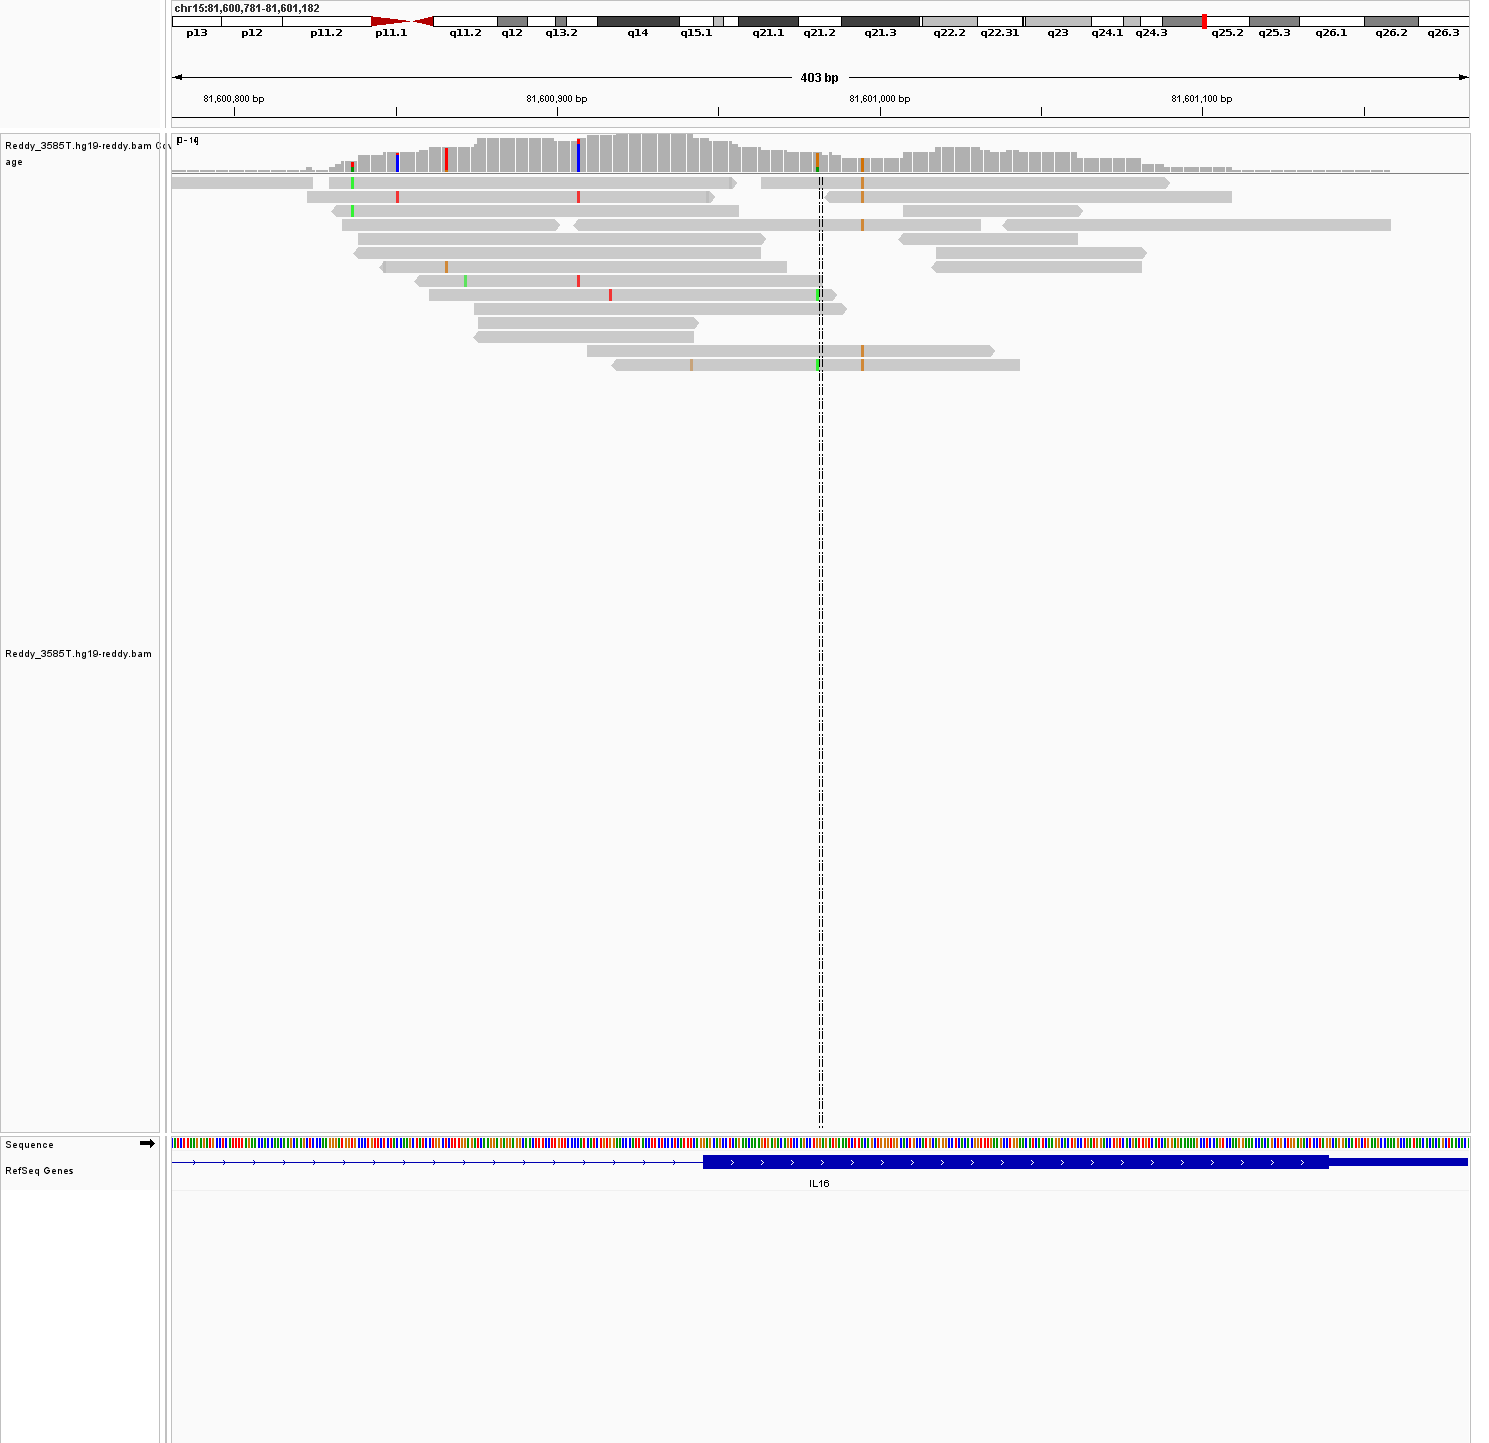 chr15:81,600,781-81,601,182
p13 p12 p11.2 p11.1 q11.2 q12 q13.2 q14 q15.1 q21.1 q21.2 q21.3 q22.2 q22.31 q23 q24.1 q24.3 q25.2 q25.3 q26.1 q26.2 q26.3
403 bp
81,600,800 bp 81,600,900 bp 81,601,000 bp 81,601,100 bp
Reddy_3585T.hg19-reddy.bam Cov
age
Reddy_3585T.hg19-reddy.bam
Sequence
RefSeq Genes
IL16